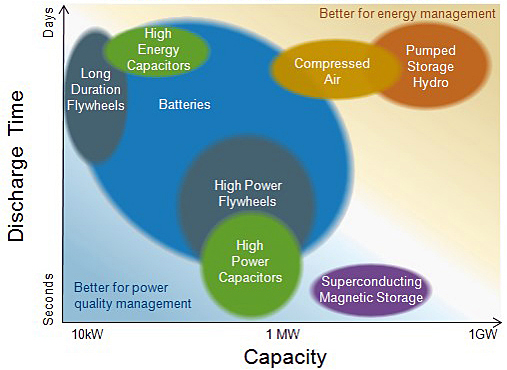 Better for energy management
Days
High
Energy
Capacitors
Pumped
Storage
Hydro
Compressed
Air
Long
Duration
Flywheels
Batteries
Discharge Time
High Power
Flywheels
High
Power
Capacitors
Better for power
quality management
Superconducting
Magnetic Storage
Seconds
10kW
1 MW
1GW
Capacity